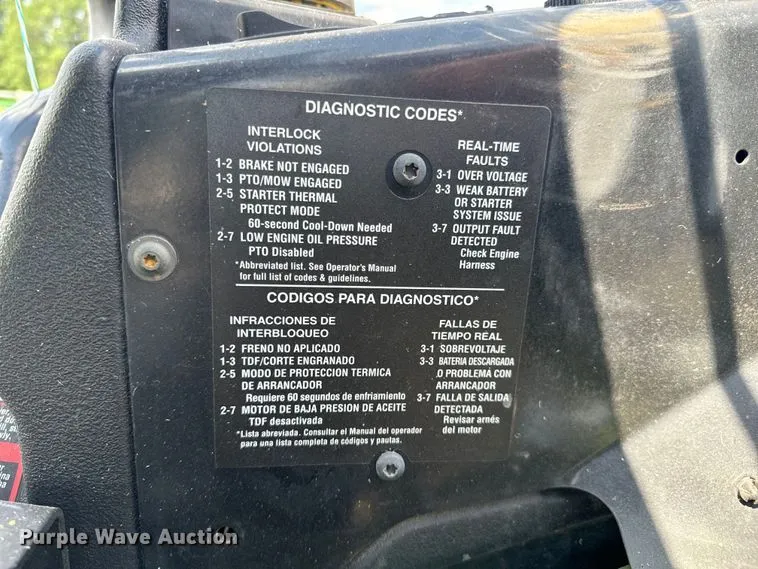 DIAGNOSTIC CODES*
INTERLOCK
VIOLATIONS
1-2 BRAKE NOT ENGAGED
1-3 PTO/MOW ENGAGED
2-5 STARTER THERMAL
PROTECT MODE
60-second Cool-Down Needed
2-7 LOW ENGINE OIL PRESSURE
PTO Disabled
*Abbreviated list. See Operator's Manual
for full list of codes & guidelines.
REAL-TIME
FAULTS
3-1 OVER VOLTAGE
3-3 WEAK BATTERY
OR STARTER
SYSTEM ISSUE
3-7 OUTPUT FAULT
DETECTED
Check Engine
Harness
CODIGOS PARA DIAGNOSTICO*
INFRACCIONES DE
INTERBLOQUEO
1-2 FRENO NO APLICADO
1-3 TDF/CORTE ENGRANADO
2-5 MODO DE PROTECCION TERMICA
DE ARRANCADOR
Requiere 60 segundos de enfriamiento
2-7 MOTOR DE BAJA PRESION DE ACEITE
TDF desactivada
*Lista abreviada. Consultar el Manual del operador
para una lista completa de códigos y pautas.
FALLAS DE
TIEMPO REAL
3-1 SOBREVOLTAJE
3-3 BATERIA DESCARGADA
O PROBLEMA CON
ARRANCADOR
3-7 FALLA DE SALIDA
DETECTADA
Revisar arnés
del motor
Purple Wave Auction